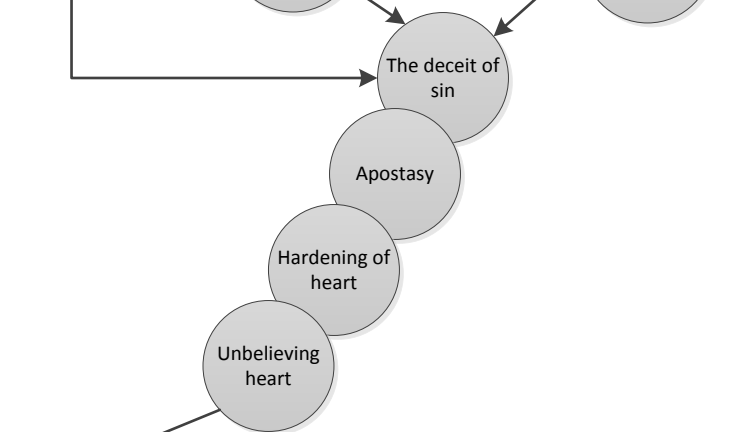 The deceit of
sin
Apostasy
Hardening of
heart
Unbelieving
heart